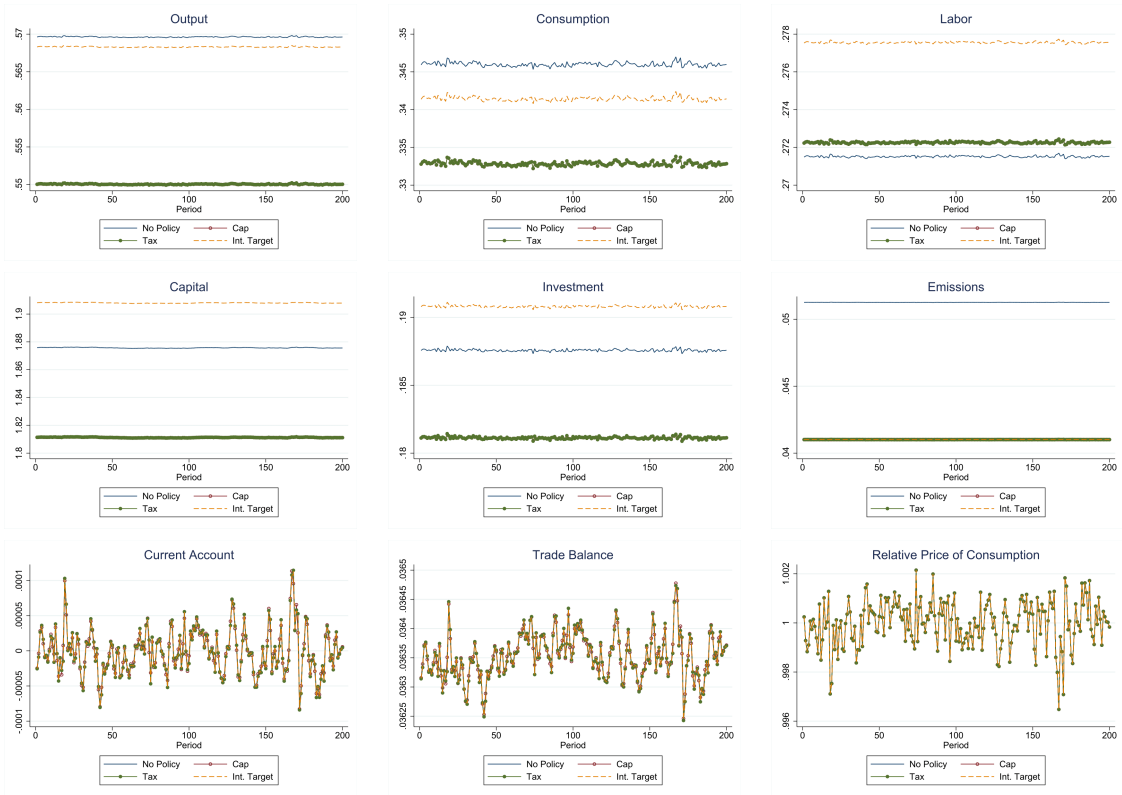 Output
.57
.565
.56
.555
.55
0 50 100 150 200
Period
No Policy Cap
Tax Int. Target
Consumption
.35
.345
.34
.335
.33
0 50 100 150 200
Period
No Policy Cap
Tax Int. Target
Labor
.278
.276
.274
.272
.27
0 50 100 150 200
Period
No Policy Cap
Tax Int. Target
Capital
1.9
1.88
1.86
1.84
1.82
1.8
0 50 100 150 200
Period
No Policy Cap
Tax Int. Target
Investment
.19
.185
.18
0 50 100 150 200
Period
No Policy Cap
Tax Int. Target
Emissions
.05
.045
.04
0 50 100 150 200
Period
No Policy Cap
Tax Int. Target
Current Account
.0001
.00005
0
-.00005
-.0001
0 50 100 150 200
Period
No Policy Cap
Tax Int. Target
Trade Balance
.0365
.03645
.0364
.03635
.0363
.03625
0 50 100 150 200
Period
No Policy Cap
Tax Int. Target
Relative Price of Consumption
1.002
1
.998
.996
0 50 100 150 200
Period
No Policy Cap
Tax Int. Target